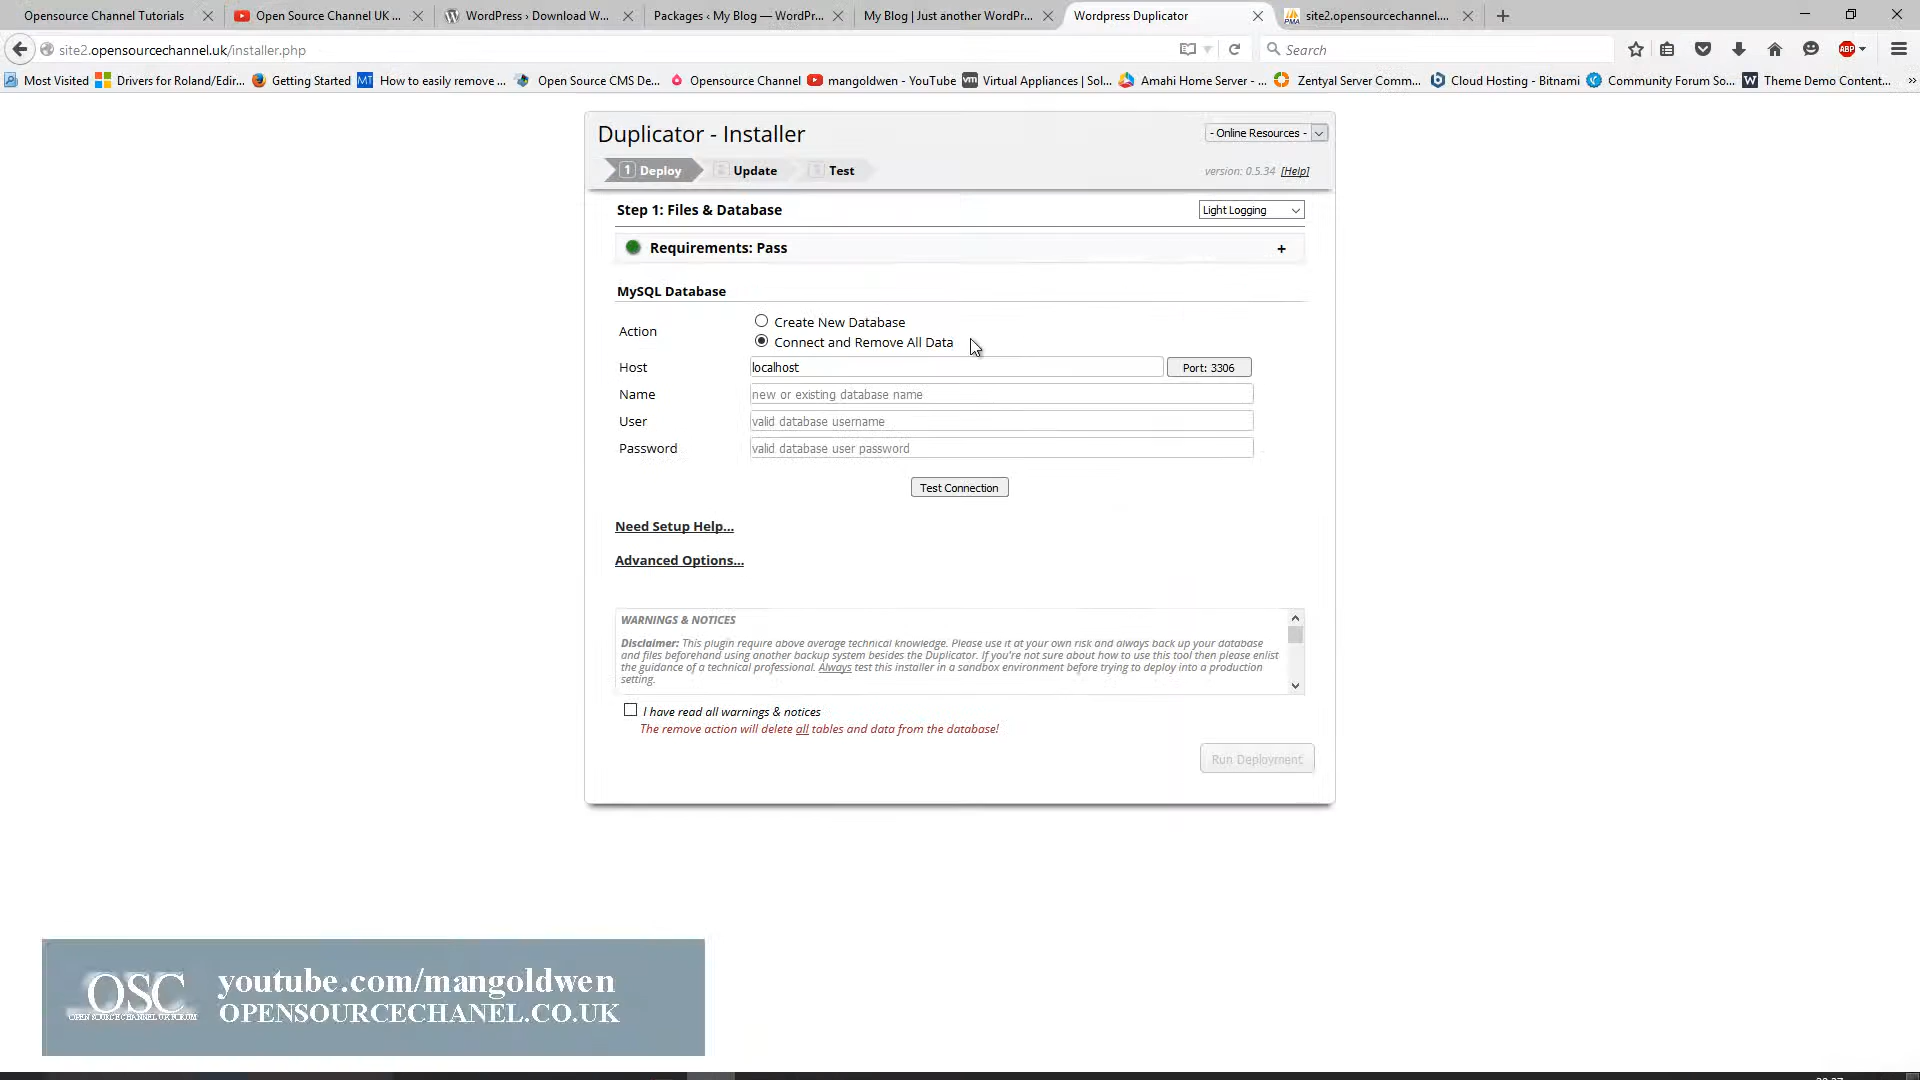 Opensource Channel Tutorials
Open Source Channel UK ...
WordPress › Download W...
Packages ‹ My Blog — WordPr...
My Blog | Just another WordPr...
Wordpress Duplicator
site2.opensourcechannel....
site2.opensourcechannel.uk/installer.php
Search
ABP
Most Visited
Drivers for Roland/Edir...
Getting Started
MT
How to easily remove ...
Open Source CMS De...
Opensource Channel
mangoldwen - YouTube
vm
Virtual Appliances | Sol...
Amahi Home Server - ...
Zentyal Server Comm...
Cloud Hosting - Bitnami
Community Forum So...
W
Theme Demo Content...
Duplicator - Installer
- Online Resources -
1 Deploy
Update
Test
version: 0.5.34 [Help]
Step 1: Files & Database
Light Logging
Requirements: Pass
+
MySQL Database
Action
Create New Database
Connect and Remove All Data
Host
localhost
Port: 3306
Name
new or existing database name
User
valid database username
Password
valid database user password
Test Connection
Need Setup Help...
Advanced Options...
WARNINGS & NOTICES
Disclaimer: This plugin require above average technical knowledge. Please use it at your own risk and always back up your database
and files beforehand using another backup system besides the Duplicator. If you're not sure about how to use this tool then please enlist
the guidance of a technical professional. Always test this installer in a sandbox environment before trying to deploy into a production
setting.
I have read all warnings & notices
The remove action will delete all tables and data from the database!
Run Deployment
OSC
youtube.com/mangoldwen
OPENSOURCECHANEL.CO.UK